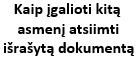 Kaip įgalioti kitą
asmenį atsiimti
išrašytą dokumentą